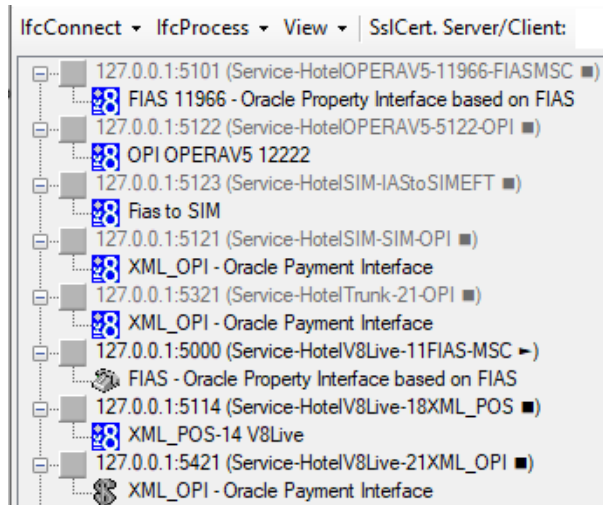 IfcConnect ▾ IfcProcess ▾ View ▾ SslCert. Server/Client:
127.0.0.1:5101 (Service-HotelOPERAV5-11966-FIASMSC ■)
FIAS 11966 - Oracle Property Interface based on FIAS
127.0.0.1:5122 (Service-HotelOPERAV5-5122-OPI ■)
OPI OPERAV5 12222
127.0.0.1:5123 (Service-HotelSIM-IAStoSIMEFT ■)
Fias to SIM
127.0.0.1:5121 (Service-HotelSIM-SIM-OPI ■)
XML_OPI - Oracle Payment Interface
127.0.0.1:5321 (Service-HotelTrunk-21-OPI ■)
XML_OPI - Oracle Payment Interface
127.0.0.1:5000 (Service-HotelV8Live-11FIAS-MSC ►)
FIAS - Oracle Property Interface based on FIAS
127.0.0.1:5114 (Service-HotelV8Live-18XML_POS ■)
XML_POS-14 V8Live
127.0.0.1:5421 (Service-HotelV8Live-21XML_OPI ■)
XML_OPI - Oracle Payment Interface